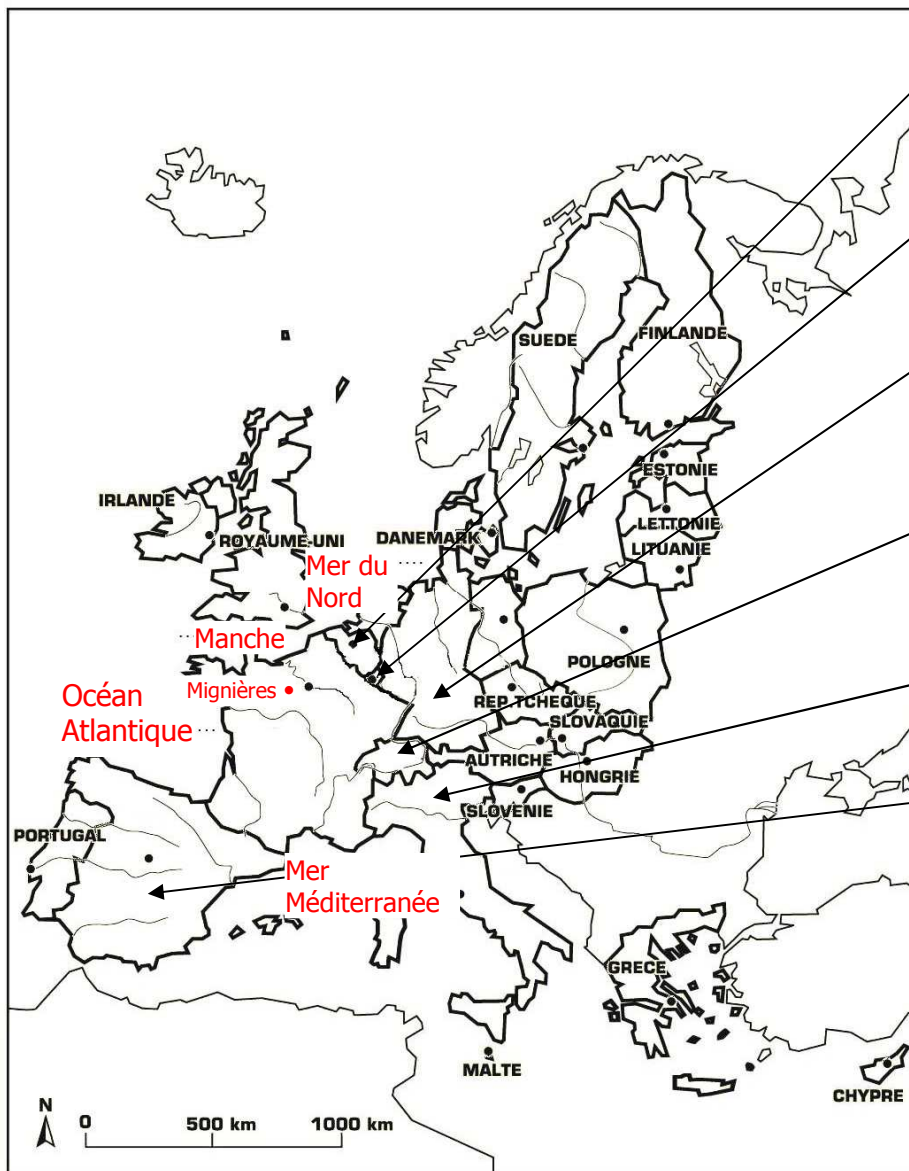 SUEDE
FINLANDE
ESTONIE
IRLANDE
LETTONIE
ROYAUME-UNI
DANEMARK
LITUANIE
Mer du
Nord
Manche
POLOGNE
Mignières
REP.TCHEQUE
Océan
Atlantique
SLOVAQUIE
AUTRICHE
HONGRIE
SLOVENIE
PORTUGAL
Mer
Méditerranée
GRECE
MALTE
CHYPRE
N
0 500 km 1000 km